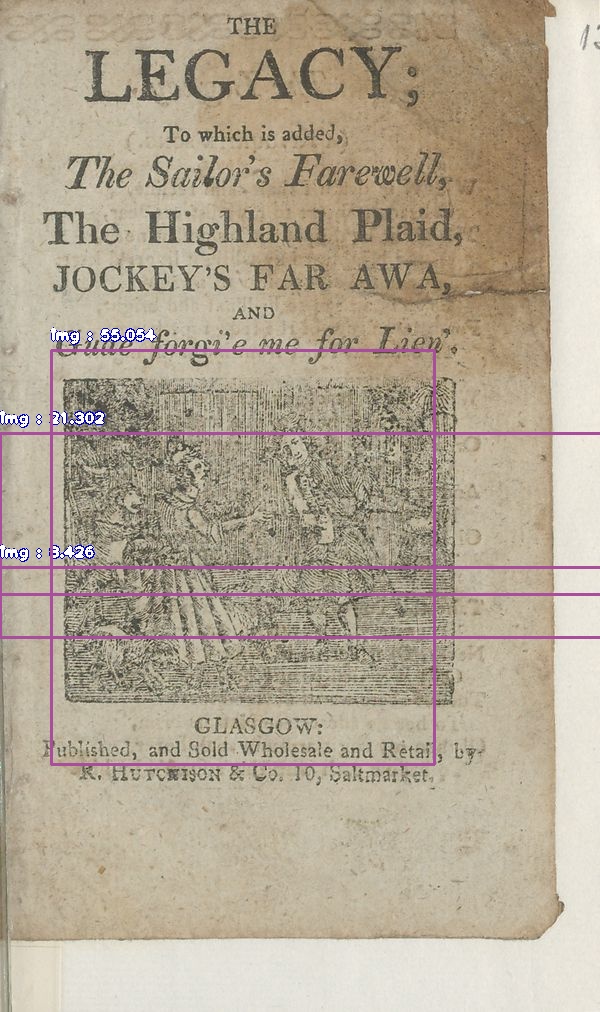 13
THE
LEGACY;
To which is added,
The Sailor's Farewell,
The Highland Plaid,
JOCKEY'S FAR AWA,
AND
Gude forgi'e me for Lien'.
img : 55.054
img : 21.302
img : 3.426
GLASGOW:
Published, and Sold Wholesale and Retail, by
R. HUTCHISON & Co. 10, Saltmarket.